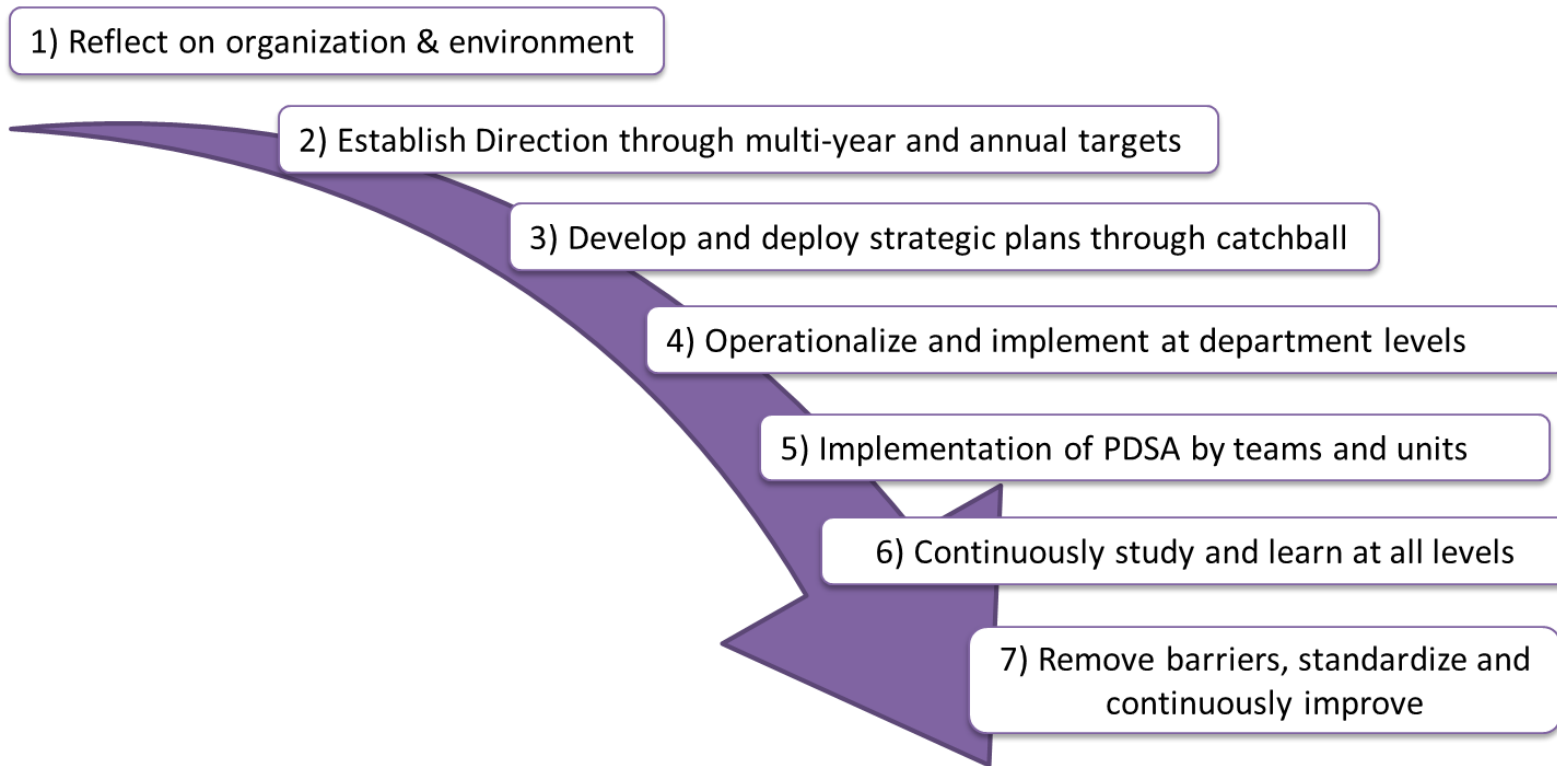 1) Reflect on organization & environment
2) Establish Direction through multi-year and annual targets
3) Develop and deploy strategic plans through catchball
4) Operationalize and implement at department levels
5) Implementation of PDSA by teams and units
6) Continuously study and learn at all levels
7) Remove barriers, standardize and
continuously improve